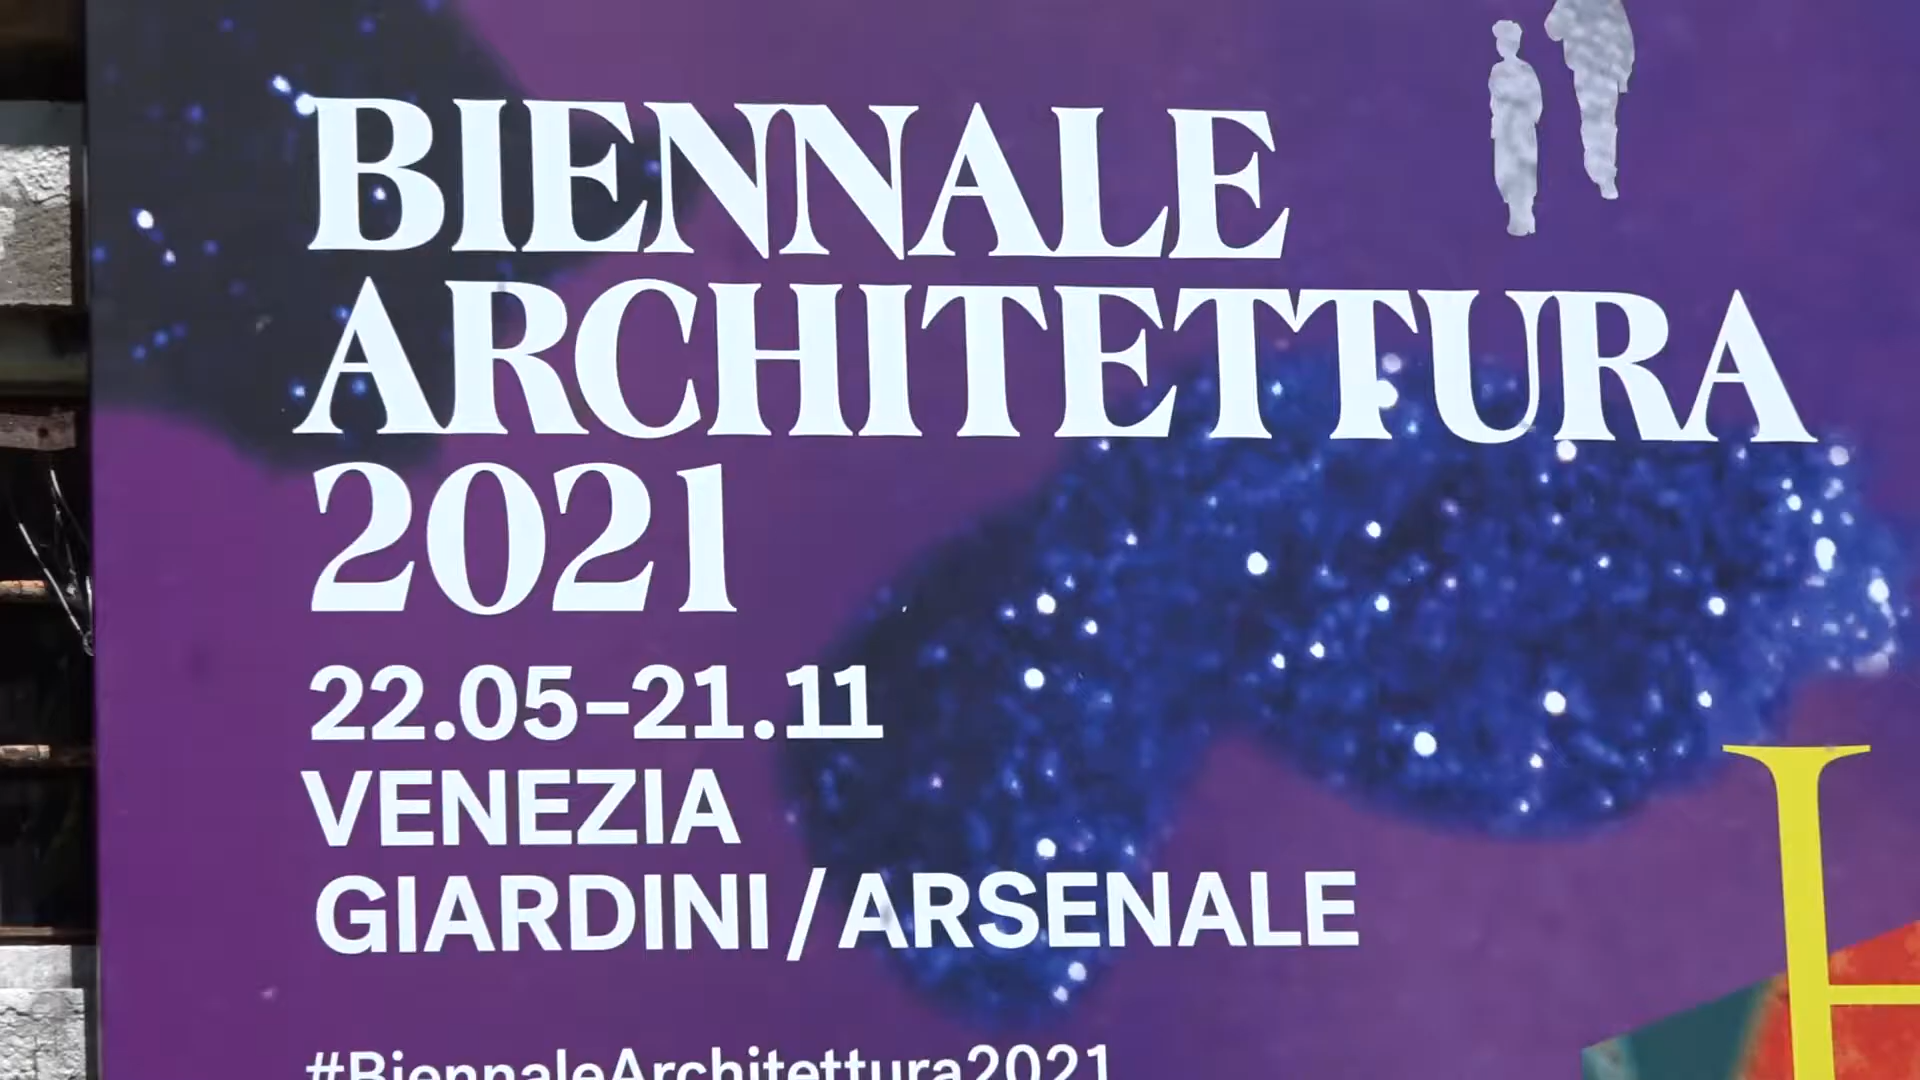 BIENNALE
ARCHITETTURA
2021
22.05–21.11
VENEZIA
GIARDINI/ARSENALE
#BiennaleArchitettura2021
H